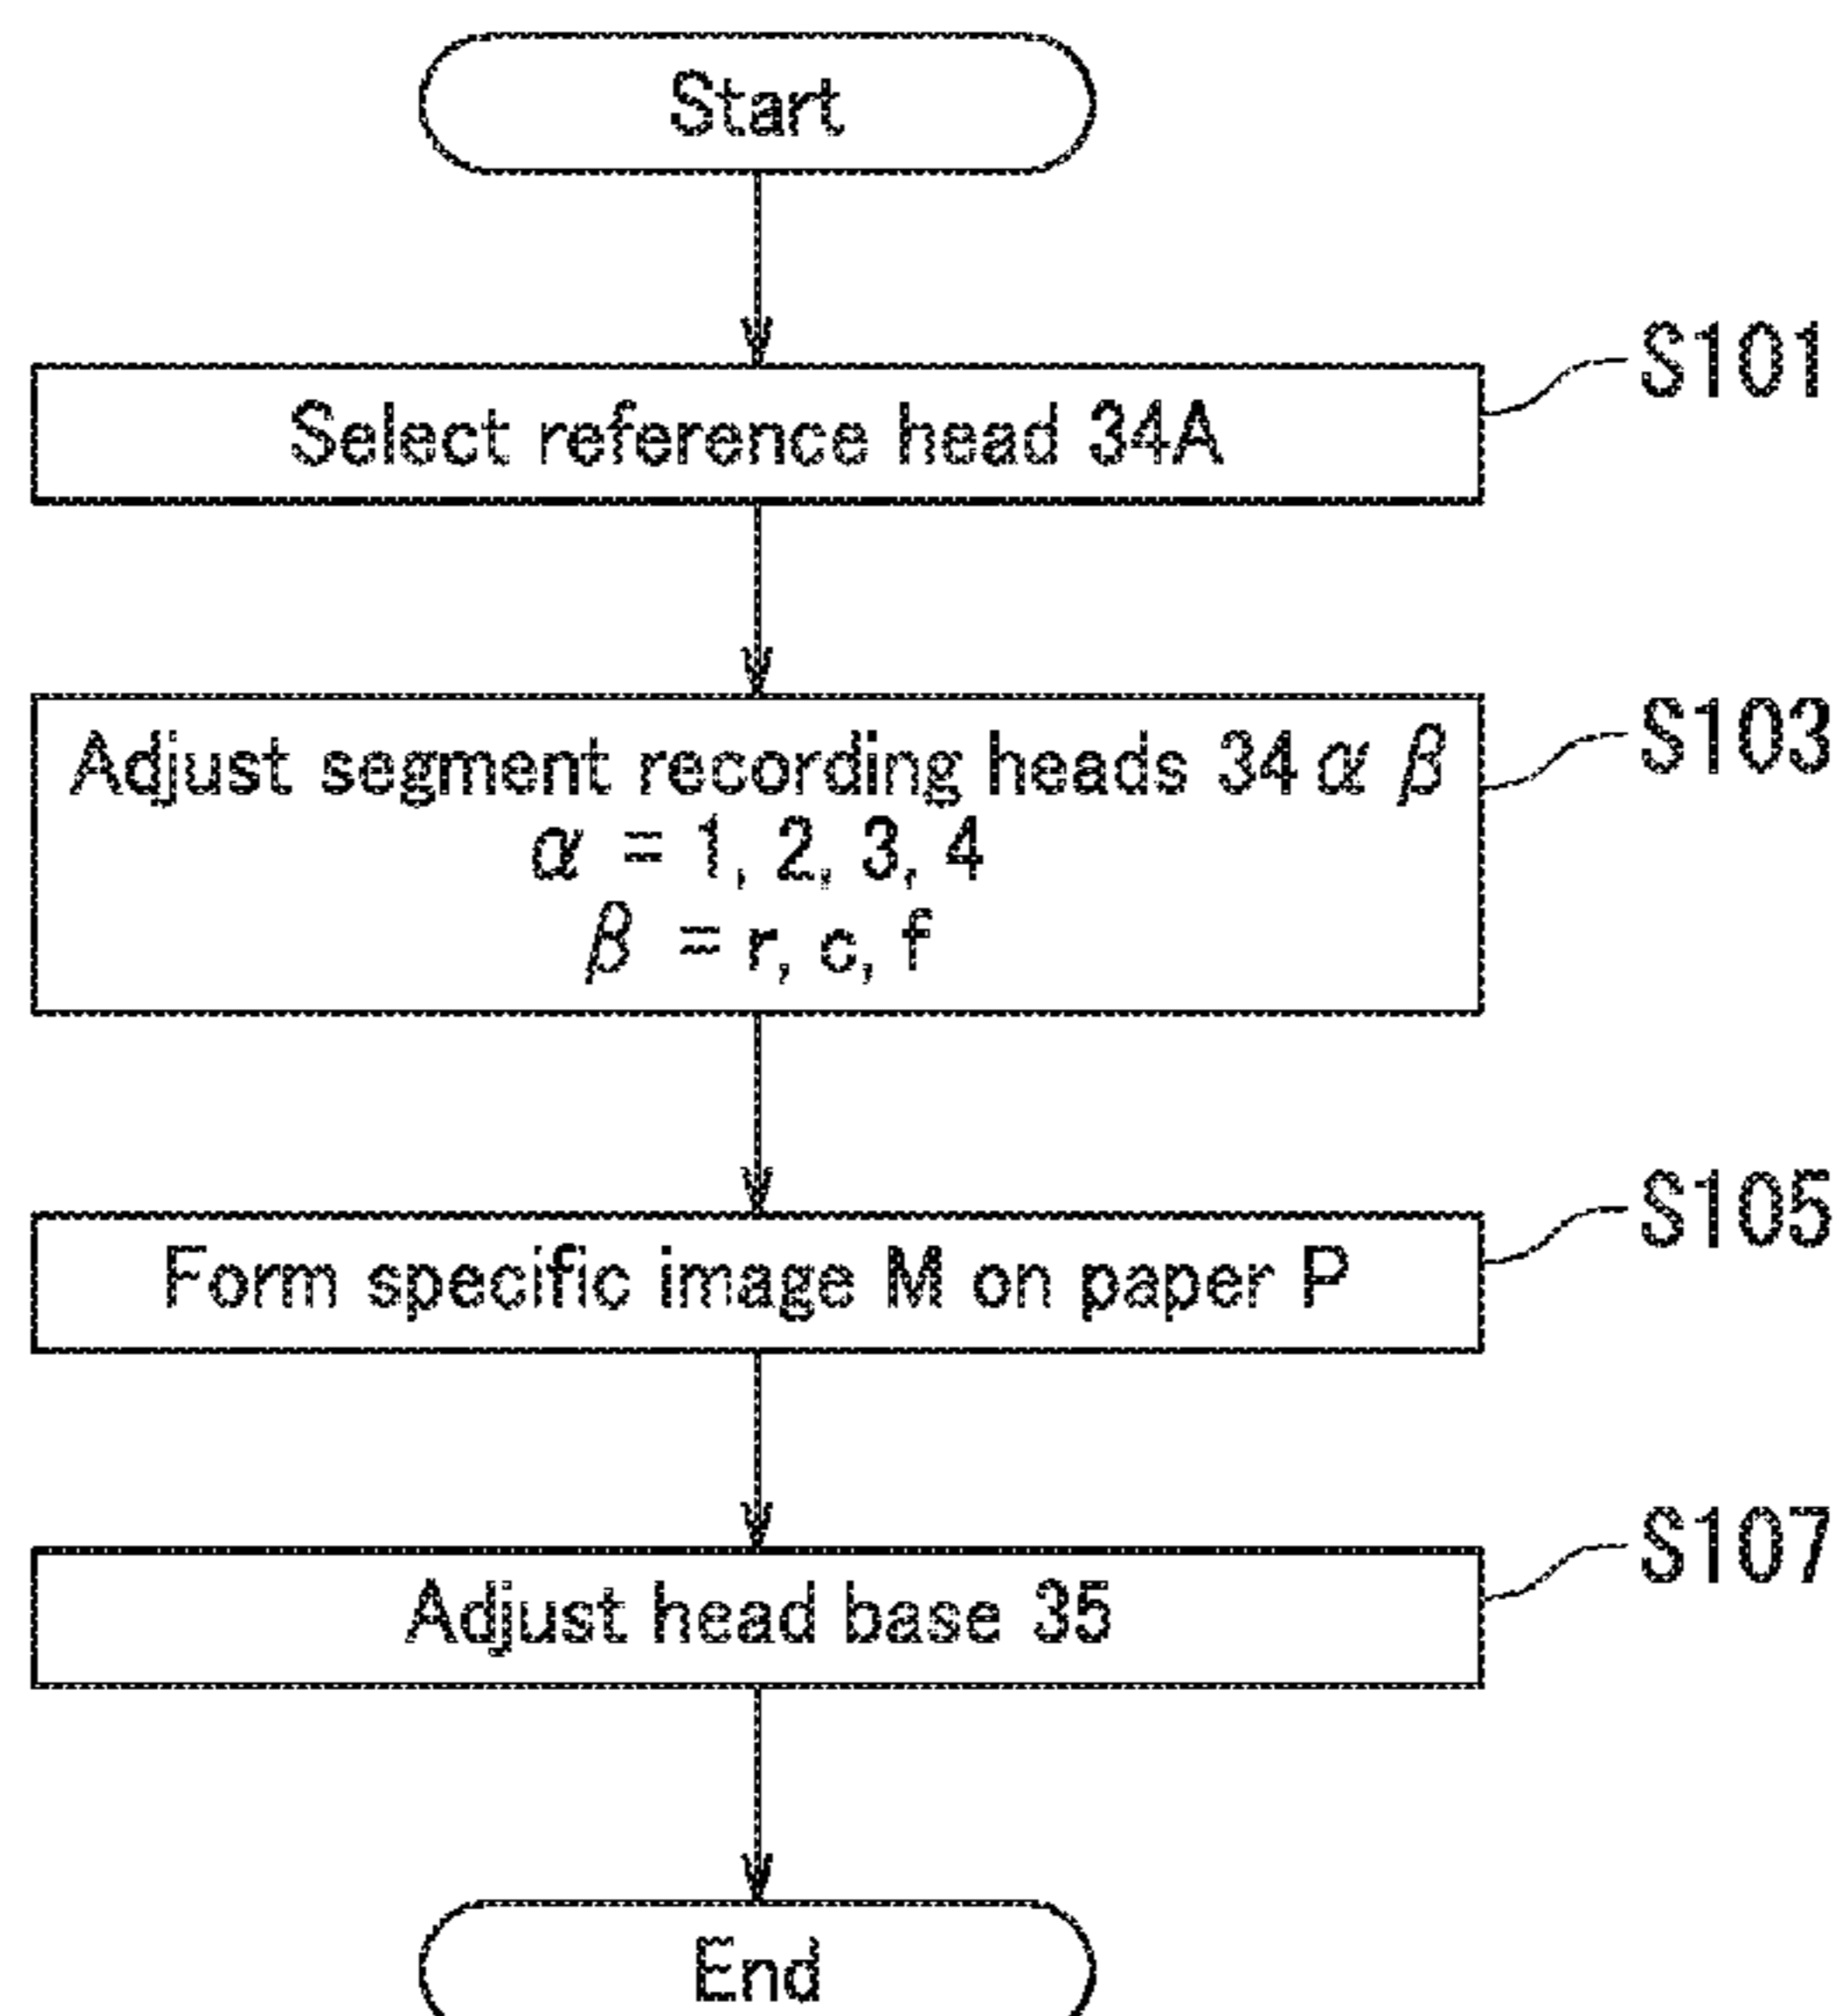 Start
S101
Select reference head 34A
S103
Adjust segment recording heads 34αβ
α = 1, 2, 3, 4
β = r, c, f
S105
Form specific image M on paper P
S107
Adjust head base 35
End